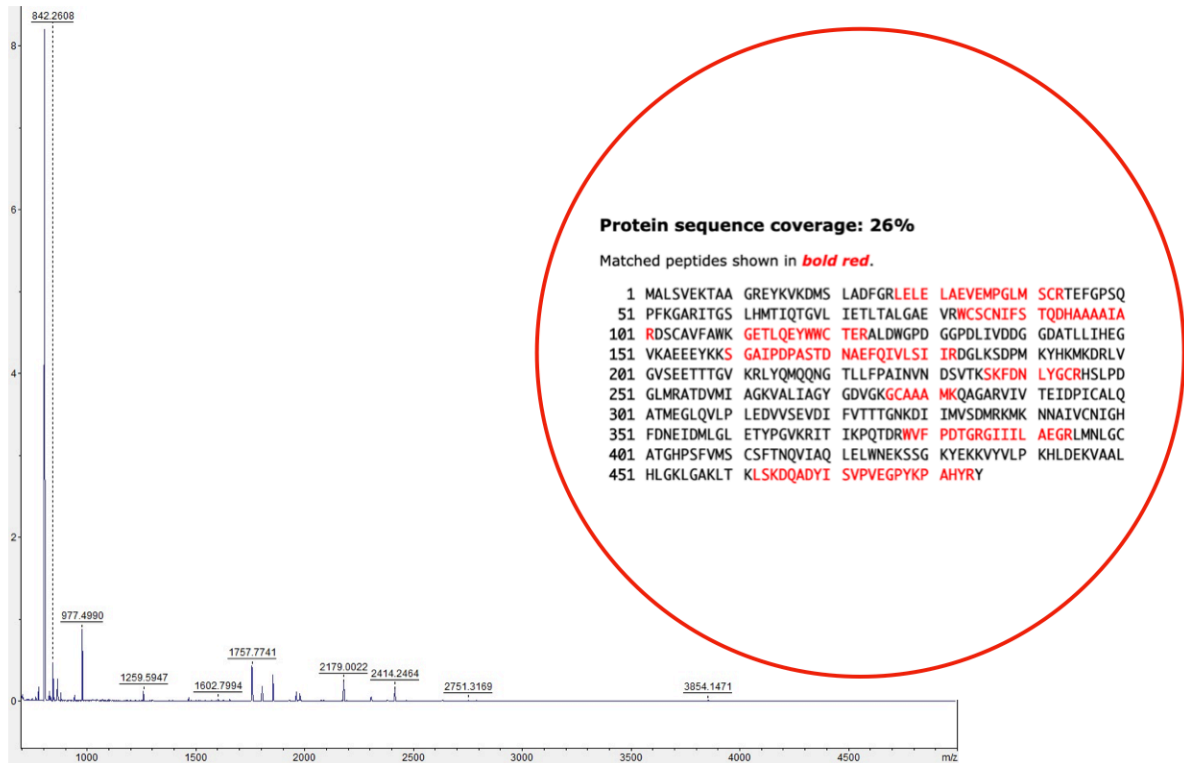 842.2608
8
6
4
2
0
977.4990
1259.5947
1602.7994
1757.7741
2179.0022
2414.2464
2751.3169
3854.1471
1000 1500 2000 2500 3000 3500 4000 4500 m/z
Protein sequence coverage: 26%
Matched peptides shown in bold red.
1 MALSVEKTAA GREYKVKDMS LADFGRLELE LAEVEMPGLM SCRTEFGPSQ
51 PFKGARITGS LHMTIQTGVL IETLTALGAE VRWCSCNIFS TQDHAAAAIA
101 RDSCAVFAWK GETLQEYWWC TERALDWGPD GGPDLIVDDG GDATLLIHEG
151 VKAEEEYKKS GAIPDPASTD NAEFQIVLSI IRDGLKSDPM KYHKMKDRLV
201 GVSEETTTGV KRLYQMQQNG TLLFPAINVN DSVTKSKFDN LYGCRHSLPD
251 GLMRATDVMI AGKVALIAGY GDVGKGCAAA MKQAGARVIV TEIDPICALQ
301 ATMEGLQVLP LEDVVSEVDI FVTTTGNKDI IMVSDMRKMK NNAIVCNIGH
351 FDNEIDMLGL ETYPGVKRIT IKPQTDRWVF PDTGRGIIIL AEGRLMNLGC
401 ATGHPSFVMS CSFTNQVIAQ LELWNEKSSG KYEKKVYVLP KHLDEKVAAL
451 HLGKLGAKLT KLSKDQADYI SVPVEGPYKP AHYRY